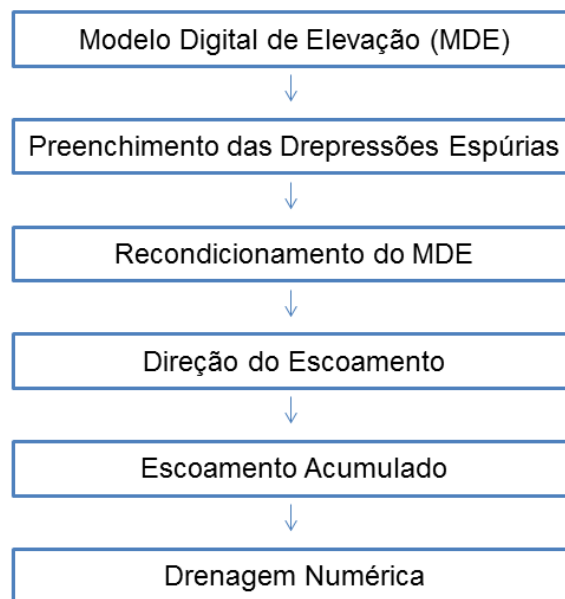 Modelo Digital de Elevação (MDE)
Preenchimento das Drepressões Espúrias
Recondicionamento do MDE
Direção do Escoamento
Escoamento Acumulado
Drenagem Numérica